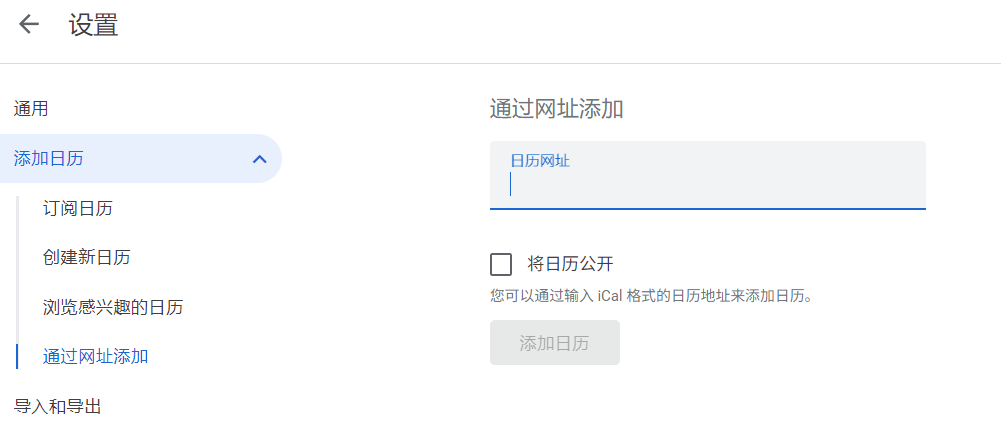 设置
通用
添加日历
订阅日历
创建新日历
浏览感兴趣的日历
通过网址添加
导入和导出
通过网址添加
日历网址
将日历公开
您可以通过输入 iCal 格式的日历地址来添加日历。
添加日历